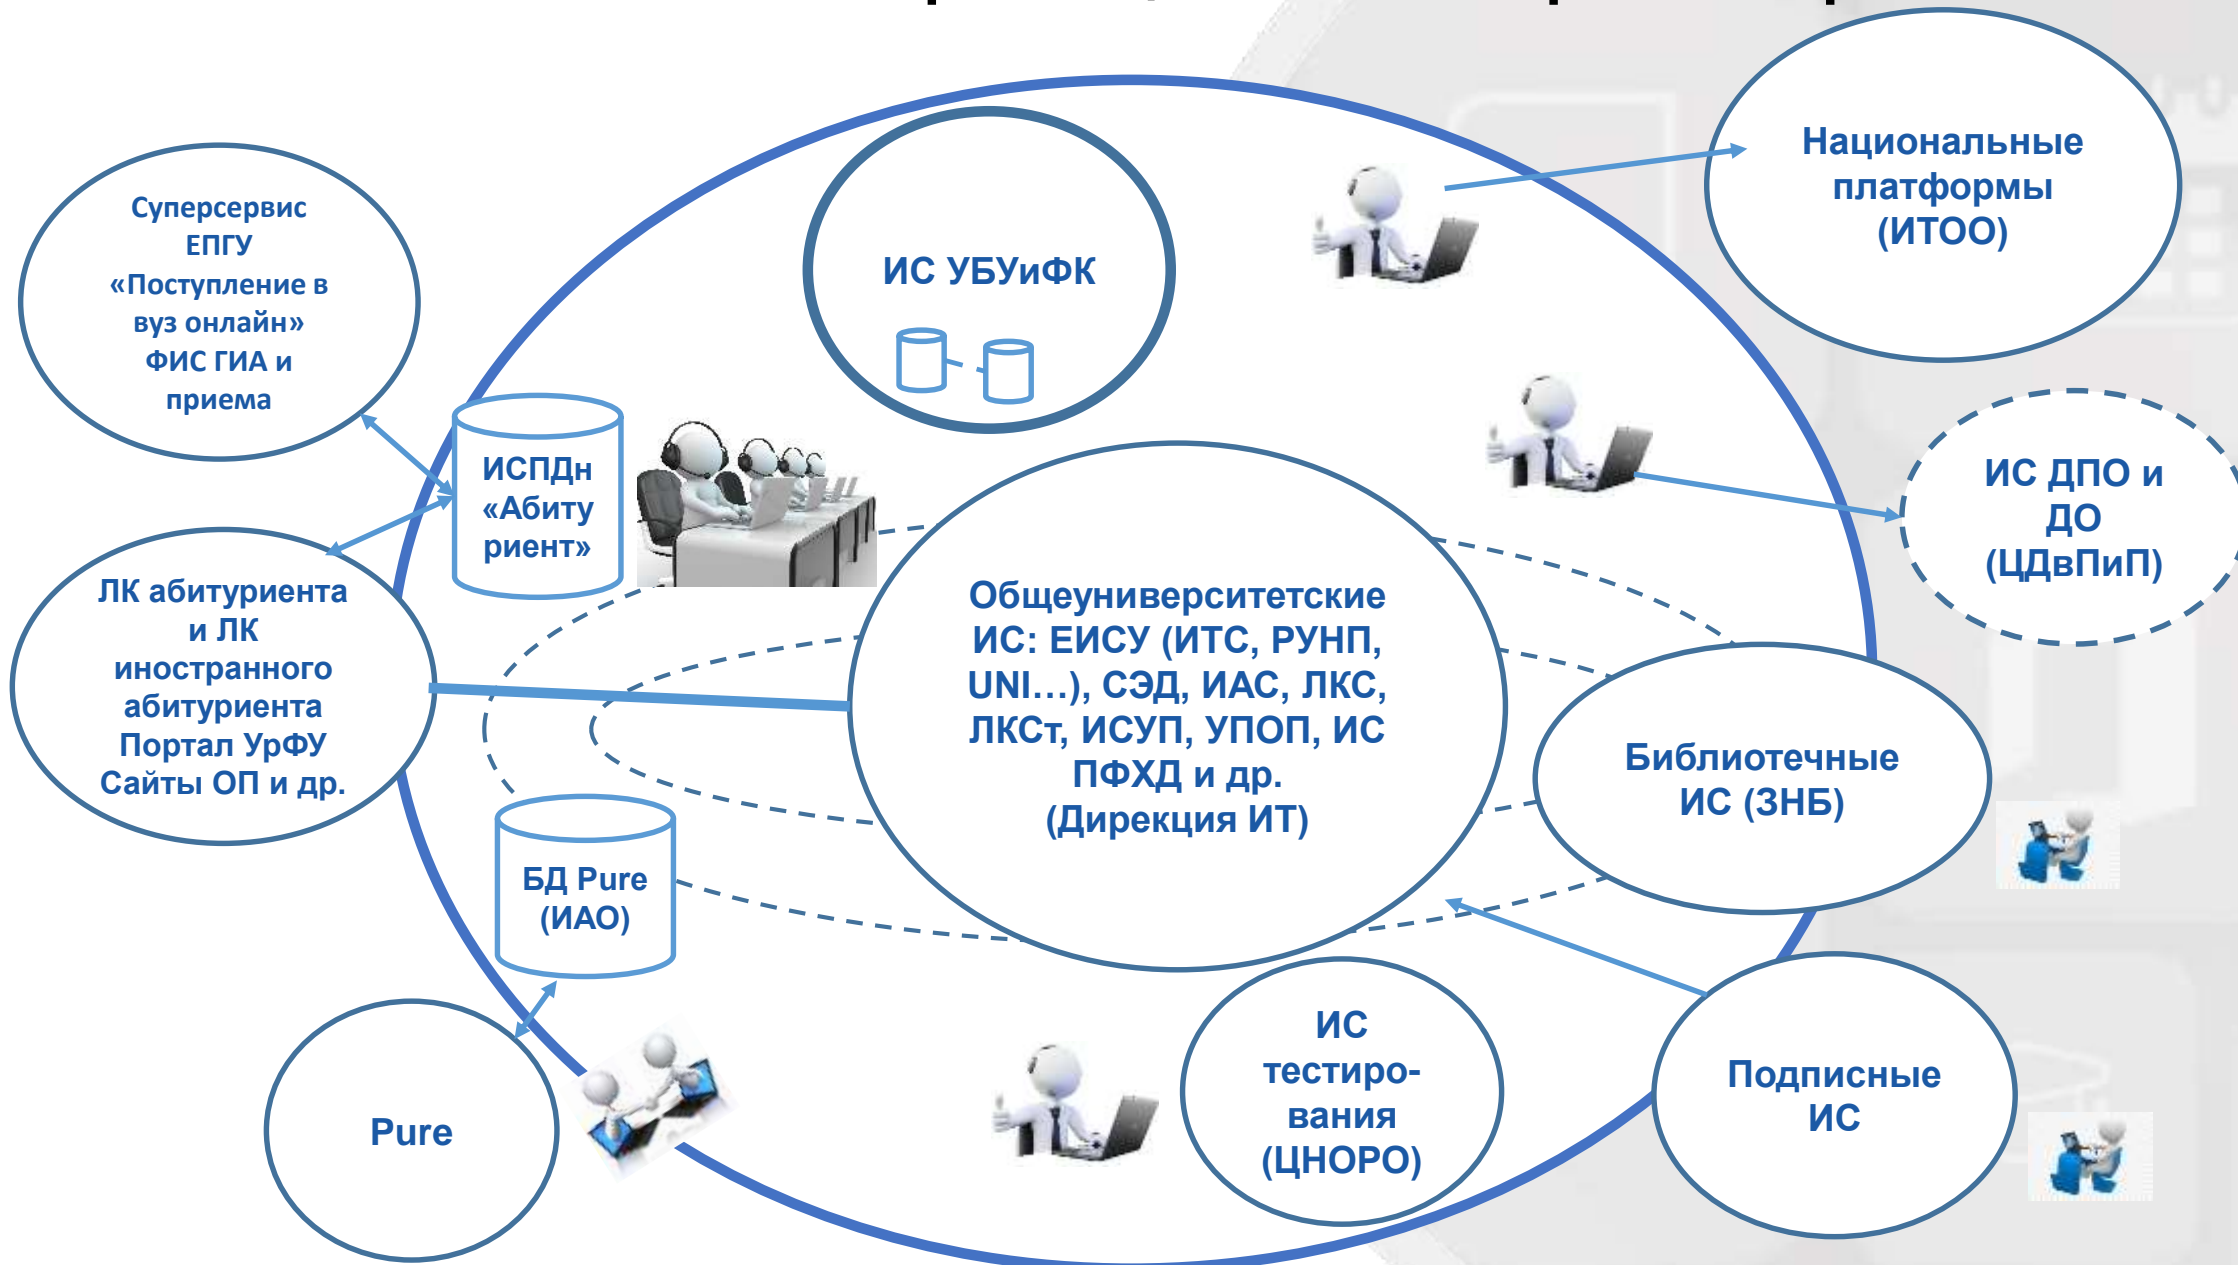 Национальные
платформы
(ИТОО)
Суперсервис
ЕПГУ
«Поступление в
вуз онлайн»
ФИС ГИА и
приема
ИС УБУиФК
ИСПДн
«Абиту
риент»
ИС ДПО и
ДО
(ЦДвПиП)
ЛК абитуриента
и ЛК
иностранного
абитуриента
Портал УрФУ
Сайты ОП и др.
Общеуниверситетские
ИС: ЕИСУ (ИТС, РУНП,
UNI…), СЭД, ИАС, ЛКС,
ЛКСт, ИСУП, УПОП, ИС
ПФХД и др.
(Дирекция ИТ)
Библиотечные
ИС (ЗНБ)
БД Pure
(ИАО)
Pure
ИС
тестиро-
вания
(ЦНОРО)
Подписные
ИС